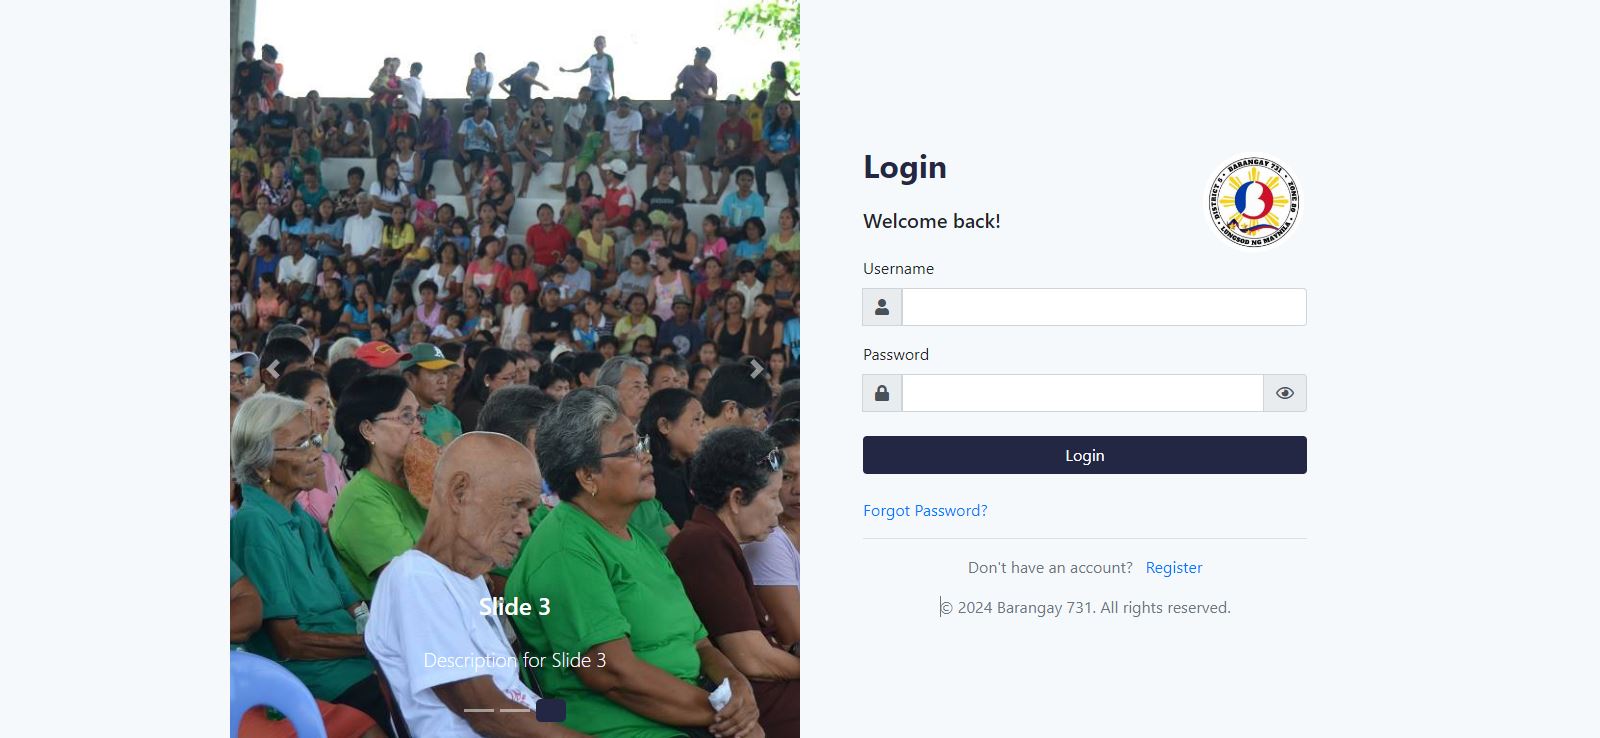 Login
Welcome back!
BARANGAY 731
DISTRICT 5
ZONE 80
LUNGSOD NG MAYNILA
Username
Password
Login
Forgot Password?
Don't have an account? Register
© 2024 Barangay 731. All rights reserved.
Slide 3
Description for Slide 3